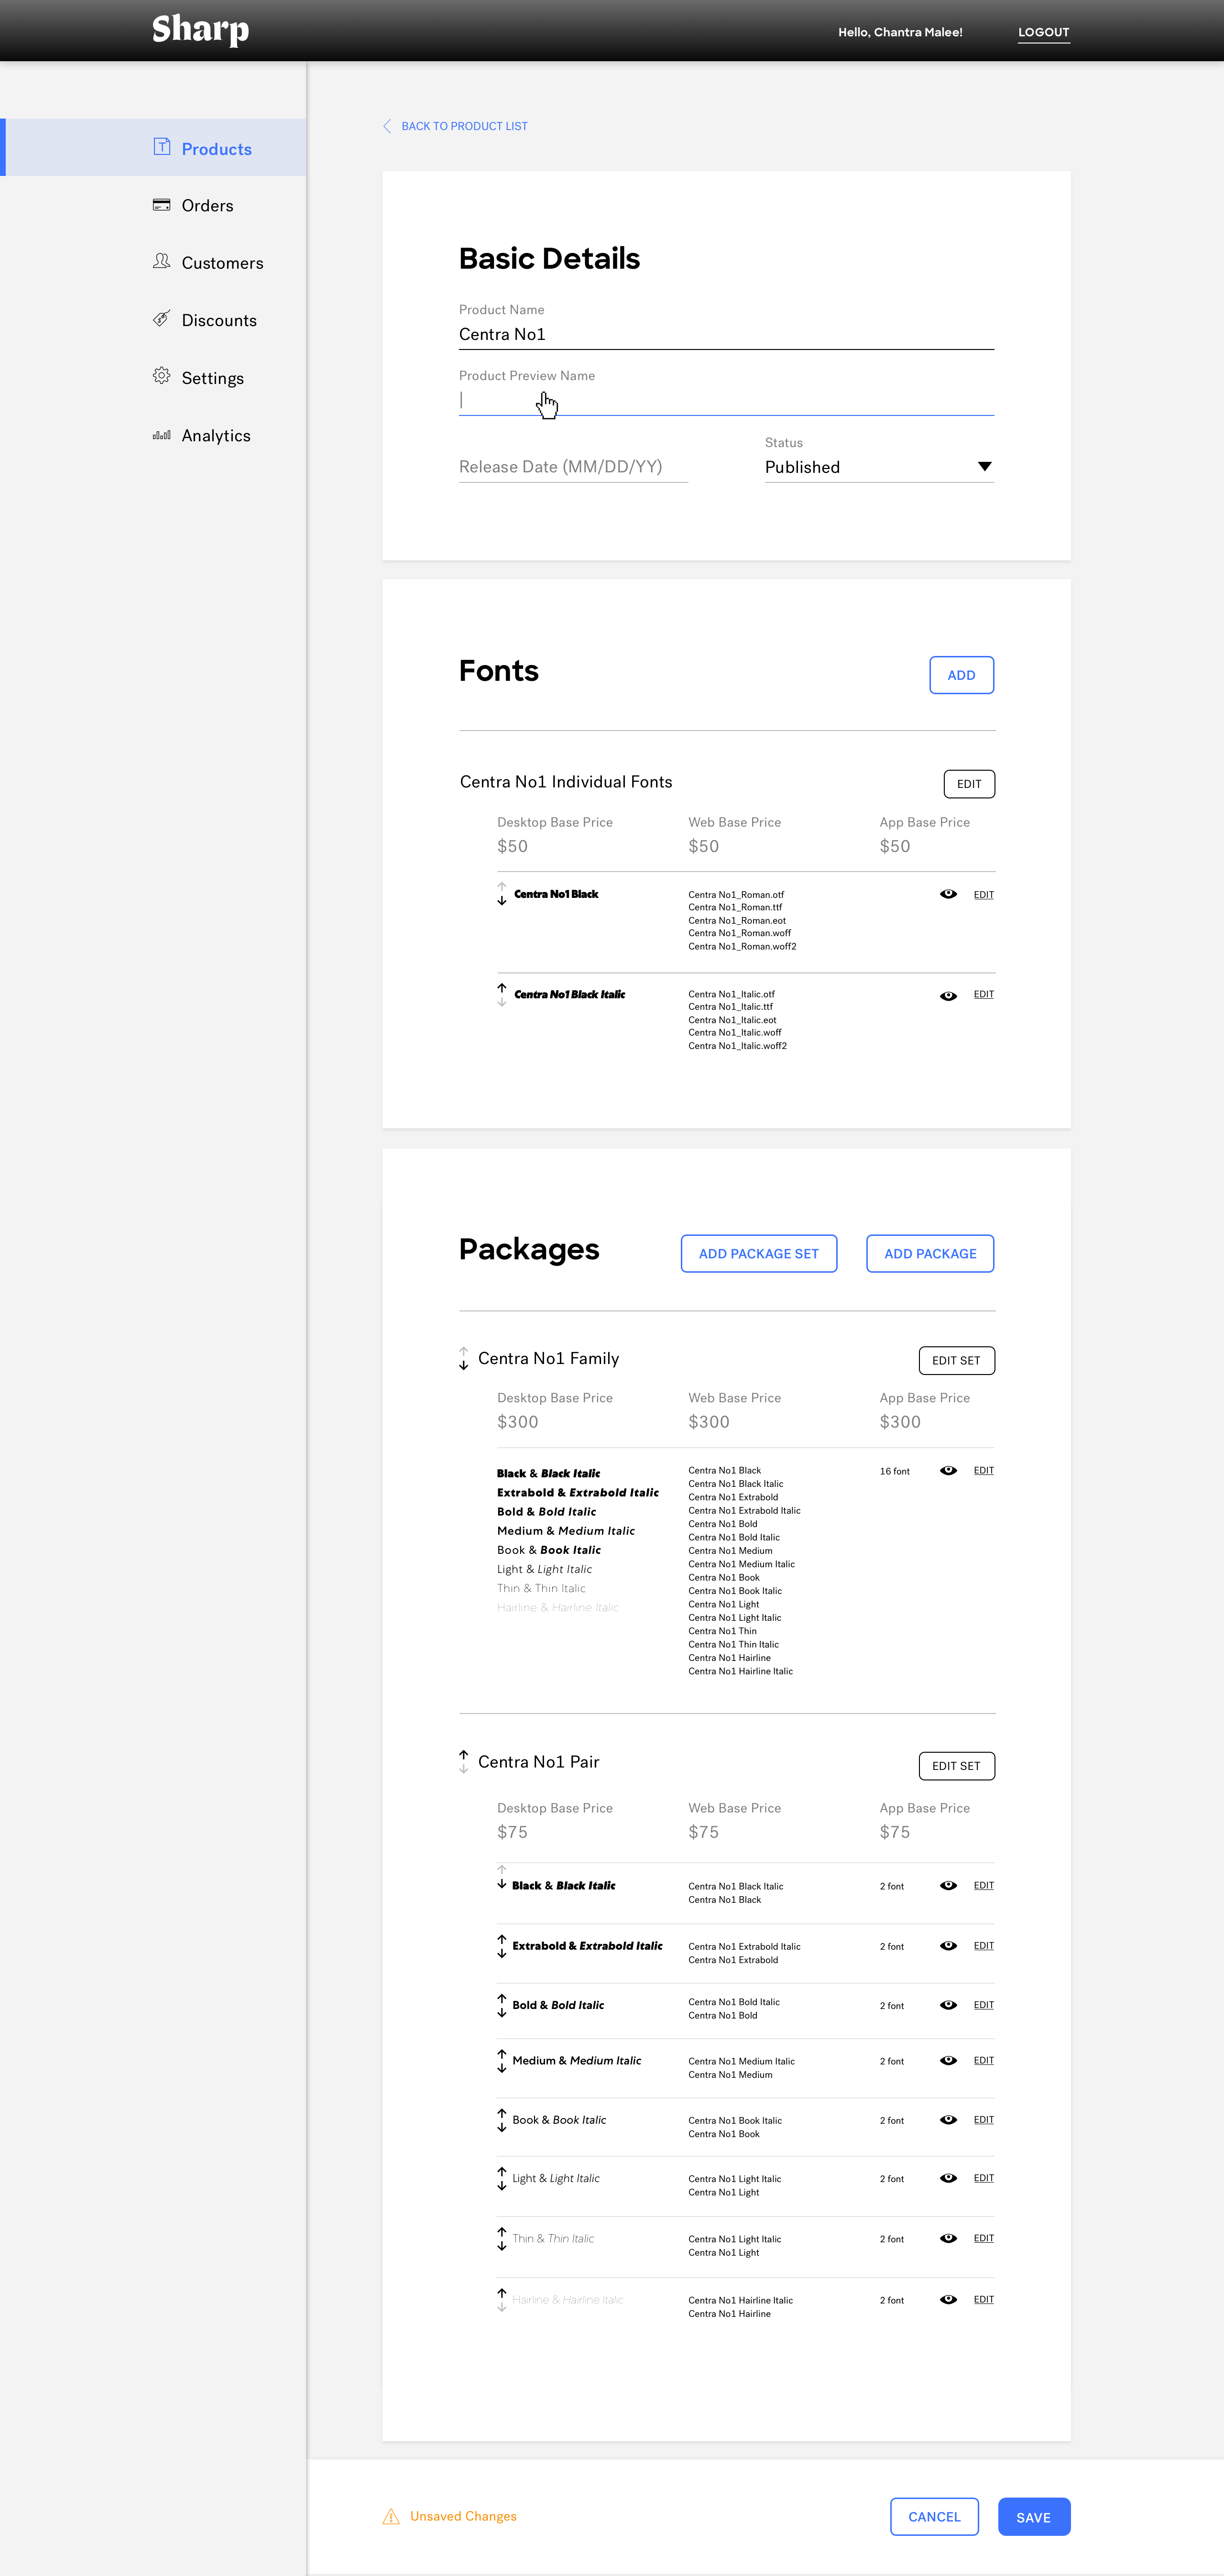 Sharp
Hello, Chantra Malee!
LOGOUT
Products
Orders
Customers
Discounts
Settings
Analytics
BACK TO PRODUCT LIST
Basic Details
Product Name
Centra No1
Product Preview Name
Release Date (MM/DD/YY)
Status
Published
Fonts
ADD
Centra No1 Individual Fonts
EDIT
Desktop Base Price
Web Base Price
App Base Price
$50
$50
$50
Centra No1 Black
Centra No1_Roman.otf
Centra No1_Roman.ttf
Centra No1_Roman.eot
Centra No1_Roman.woff
Centra No1_Roman.woff2
EDIT
Centra No1 Black Italic
Centra No1_Italic.otf
Centra No1_Italic.ttf
Centra No1_Italic.eot
Centra No1_Italic.woff
Centra No1_Italic.woff2
EDIT
Packages
ADD PACKAGE SET
ADD PACKAGE
Centra No1 Family
EDIT SET
Desktop Base Price
Web Base Price
App Base Price
$300
$300
$300
Black & Black Italic
Extrabold & Extrabold Italic
Bold & Bold Italic
Medium & Medium Italic
Book & Book Italic
Light & Light Italic
Thin & Thin Italic
Hairline & Hairline Italic
Centra No1 Black
Centra No1 Black Italic
Centra No1 Extrabold
Centra No1 Extrabold Italic
Centra No1 Bold
Centra No1 Bold Italic
Centra No1 Medium
Centra No1 Medium Italic
Centra No1 Book
Centra No1 Book Italic
Centra No1 Light
Centra No1 Light Italic
Centra No1 Thin
Centra No1 Thin Italic
Centra No1 Hairline
Centra No1 Hairline Italic
16 font
EDIT
Centra No1 Pair
EDIT SET
Desktop Base Price
Web Base Price
App Base Price
$75
$75
$75
Black & Black Italic
Centra No1 Black Italic
Centra No1 Black
2 font
EDIT
Extrabold & Extrabold Italic
Centra No1 Extrabold Italic
Centra No1 Extrabold
2 font
EDIT
Bold & Bold Italic
Centra No1 Bold Italic
Centra No1 Bold
2 font
EDIT
Medium & Medium Italic
Centra No1 Medium Italic
Centra No1 Medium
2 font
EDIT
Book & Book Italic
Centra No1 Book Italic
Centra No1 Book
2 font
EDIT
Light & Light Italic
Centra No1 Light Italic
Centra No1 Light
2 font
EDIT
Thin & Thin Italic
Centra No1 Light Italic
Centra No1 Light
2 font
EDIT
Hairline & Hairline Italic
Centra No1 Hairline Italic
Centra No1 Hairline
2 font
EDIT
Unsaved Changes
CANCEL
SAVE